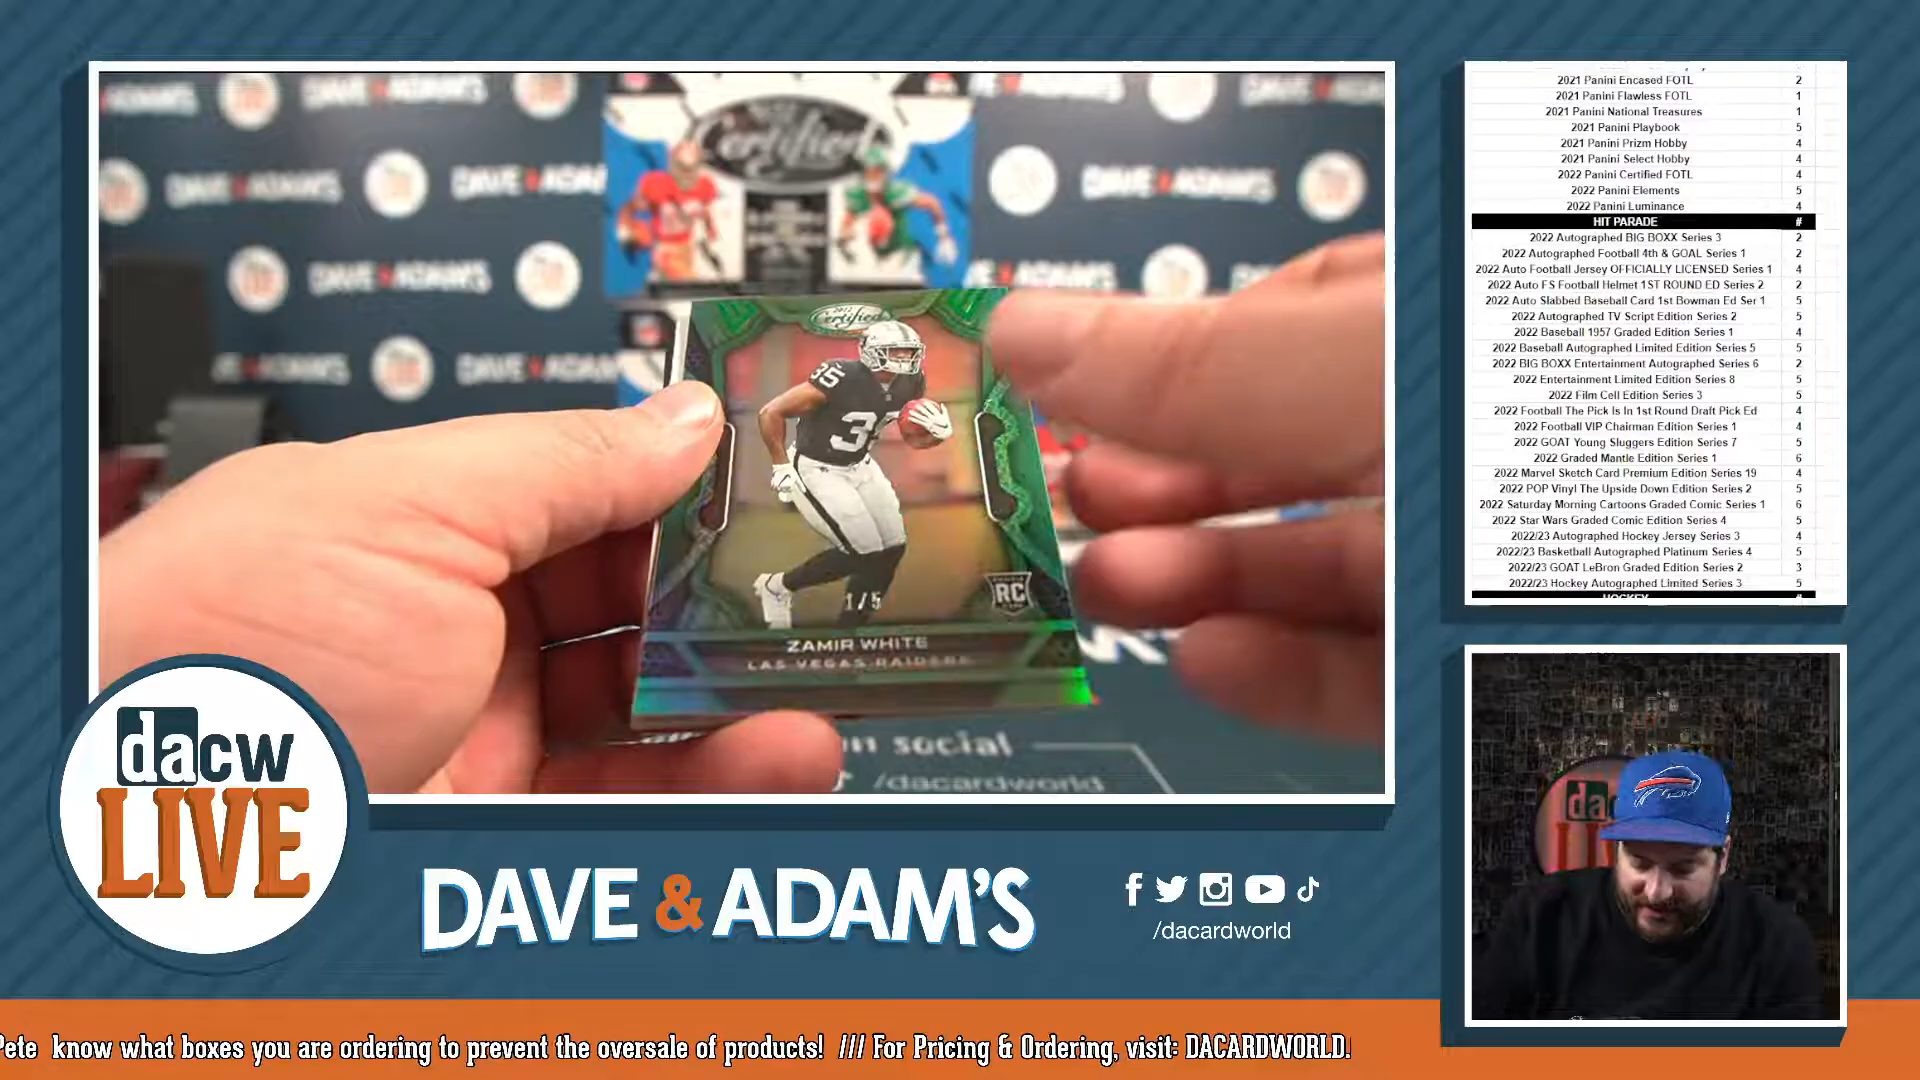 DAVE & ADAM'S
DAVE & ADAM'S
DAVE & ADAM'S
Certified
2022
Certified
35
RC
1/5
ZAMIR WHITE
LAS VEGAS RAIDERS
on social
/dacardworld
2021 Panini Encased FOTL 2
2021 Panini Flawless FOTL 1
2021 Panini National Treasures 1
2021 Panini Playbook 5
2021 Panini Prizm Hobby 4
2021 Panini Select Hobby 4
2022 Panini Certified FOTL 4
2022 Panini Elements 5
2022 Panini Luminance 4
HIT PARADE #
2022 Autographed BIG BOXX Series 3 2
2022 Autographed Football 4th & GOAL Series 1 2
2022 Auto Football Jersey OFFICIALLY LICENSED Series 1 4
2022 Auto FS Football Helmet 1ST ROUND ED Series 2 2
2022 Auto Slabbed Baseball Card 1st Bowman Ed Ser 1 5
2022 Autographed TV Script Edition Series 2 5
2022 Baseball 1957 Graded Edition Series 1 4
2022 Baseball Autographed Limited Edition Series 5 5
2022 BIG BOXX Entertainment Autographed Series 6 2
2022 Entertainment Limited Edition Series 8 5
2022 Film Cell Edition Series 3 5
2022 Football The Pick Is In 1st Round Draft Pick Ed 4
2022 Football VIP Chairman Edition Series 1 4
2022 GOAT Young Sluggers Edition Series 7 5
2022 Graded Mantle Edition Series 1 6
2022 Marvel Sketch Card Premium Edition Series 19 4
2022 POP Vinyl The Upside Down Edition Series 2 5
2022 Saturday Morning Cartoons Graded Comic Series 1 6
2022 Star Wars Graded Comic Edition Series 4 5
2022/23 Autographed Hockey Jersey Series 3 4
2022/23 Basketball Autographed Platinum Series 4 5
2022/23 GOAT LeBron Graded Edition Series 2 3
2022/23 Hockey Autographed Limited Series 3 5
HOCKEY #
dacw
LIVE
DAVE & ADAM'S
/dacardworld
Pete know what boxes you are ordering to prevent the oversale of products! /// For Pricing & Ordering, visit: DACARDWORLD.